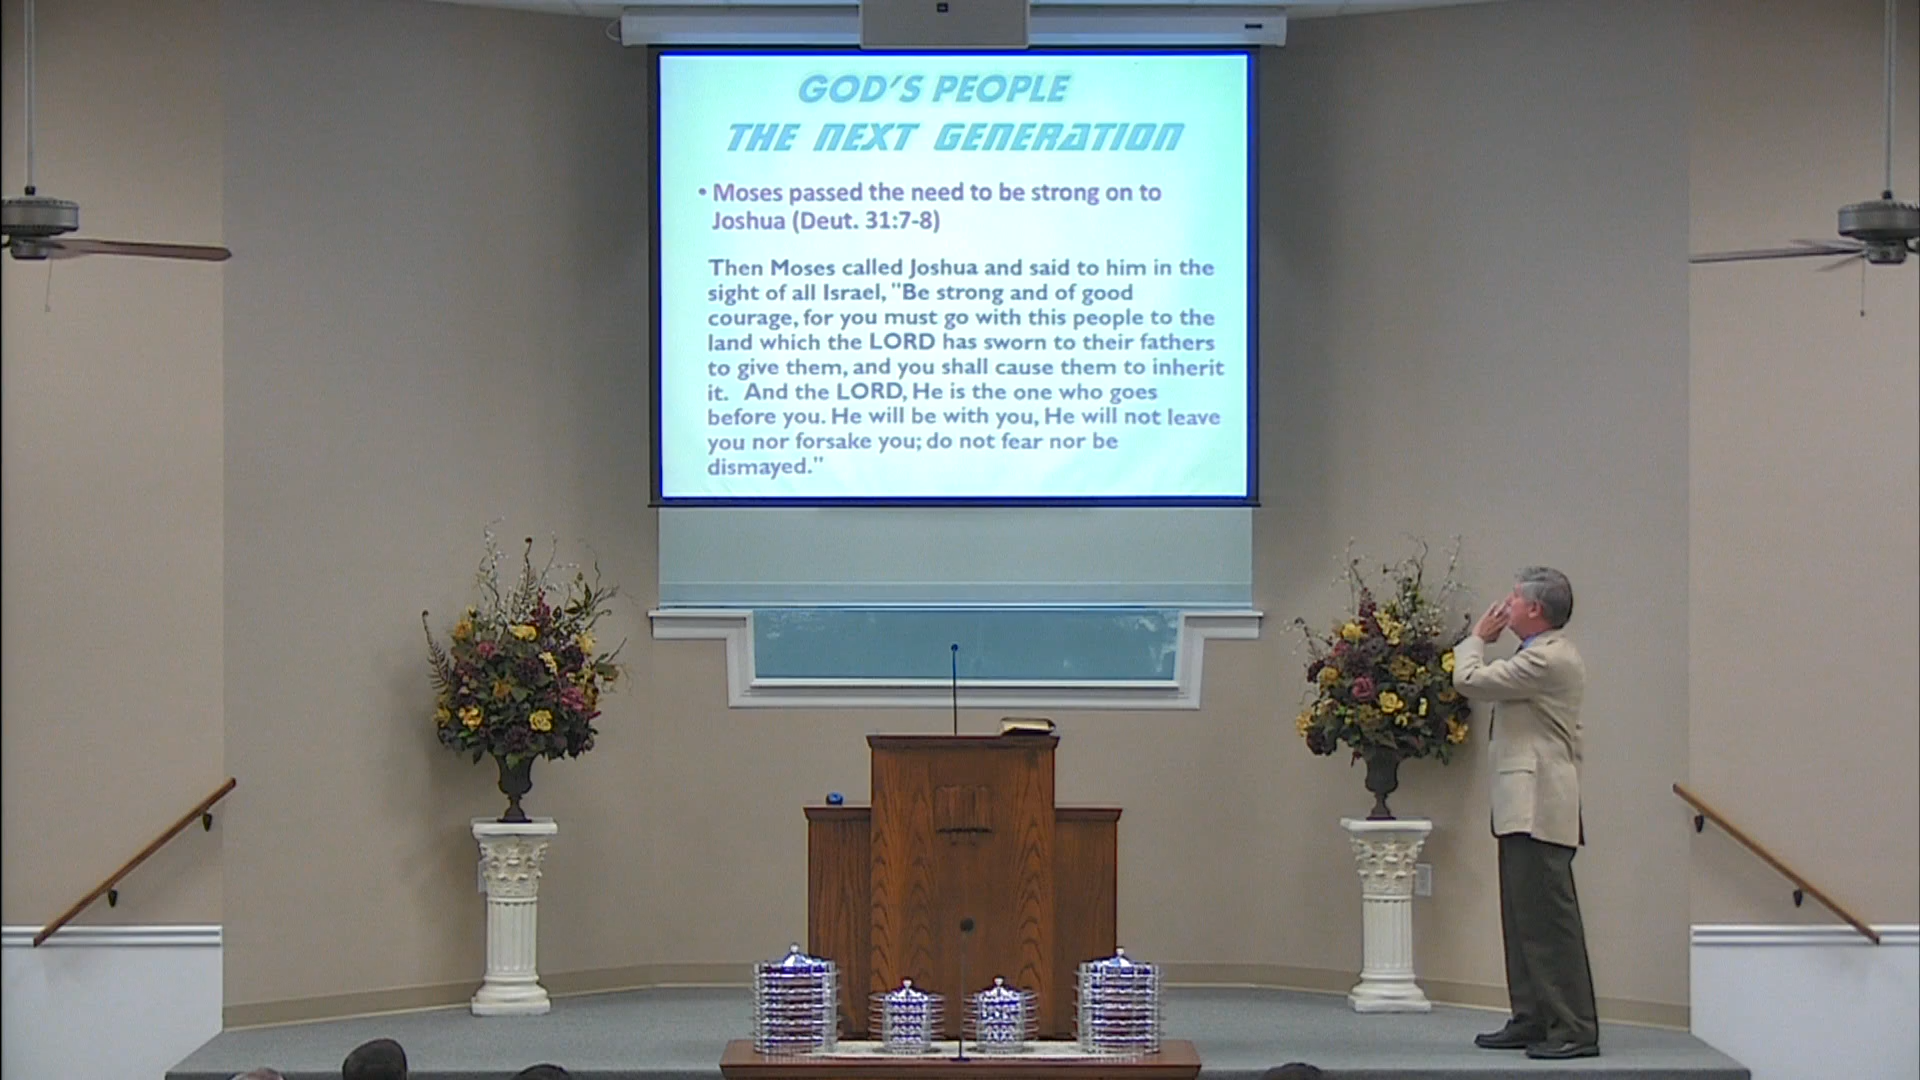 GOD'S PEOPLE
THE NEXT GENERATION
• Moses passed the need to be strong on to
Joshua (Deut. 31:7-8)
Then Moses called Joshua and said to him in the
sight of all Israel, "Be strong and of good
courage, for you must go with this people to the
land which the LORD has sworn to their fathers
to give them, and you shall cause them to inherit
it. And the LORD, He is the one who goes
before you. He will be with you, He will not leave
you nor forsake you; do not fear nor be
dismayed."